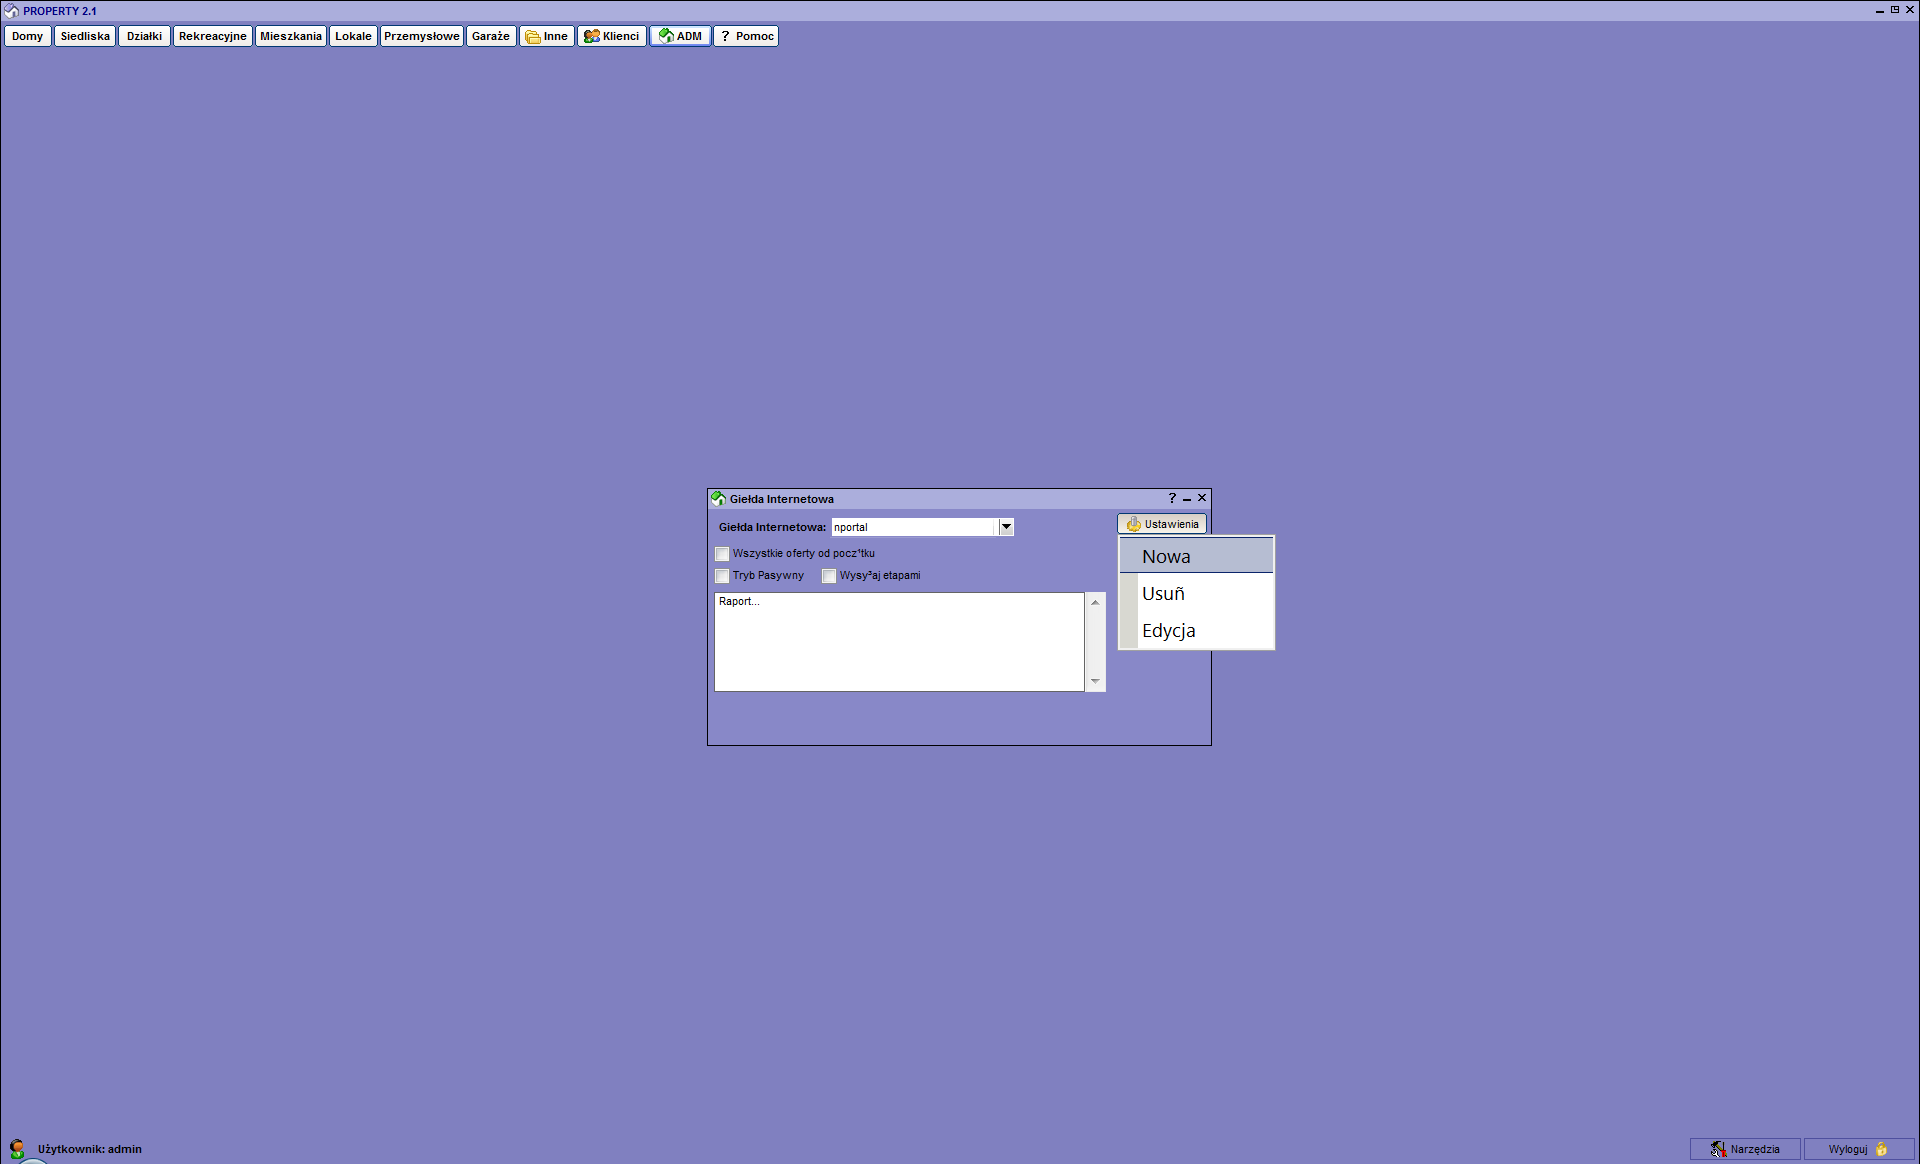 PROPERTY 2.1
Domy Siedliska Działki Rekreacyjne Mieszkania Lokale Przemysłowe Garaże Inne Klienci ADM ? Pomoc
Giełda Internetowa ?
Giełda Internetowa: nportal Ustawienia
Wszystkie oferty od pocz¹tku
Nowa
Tryb Pasywny Wysy³aj etapami
Usuñ
Raport...
Edycja
Użytkownik: admin Narzędzia Wyloguj